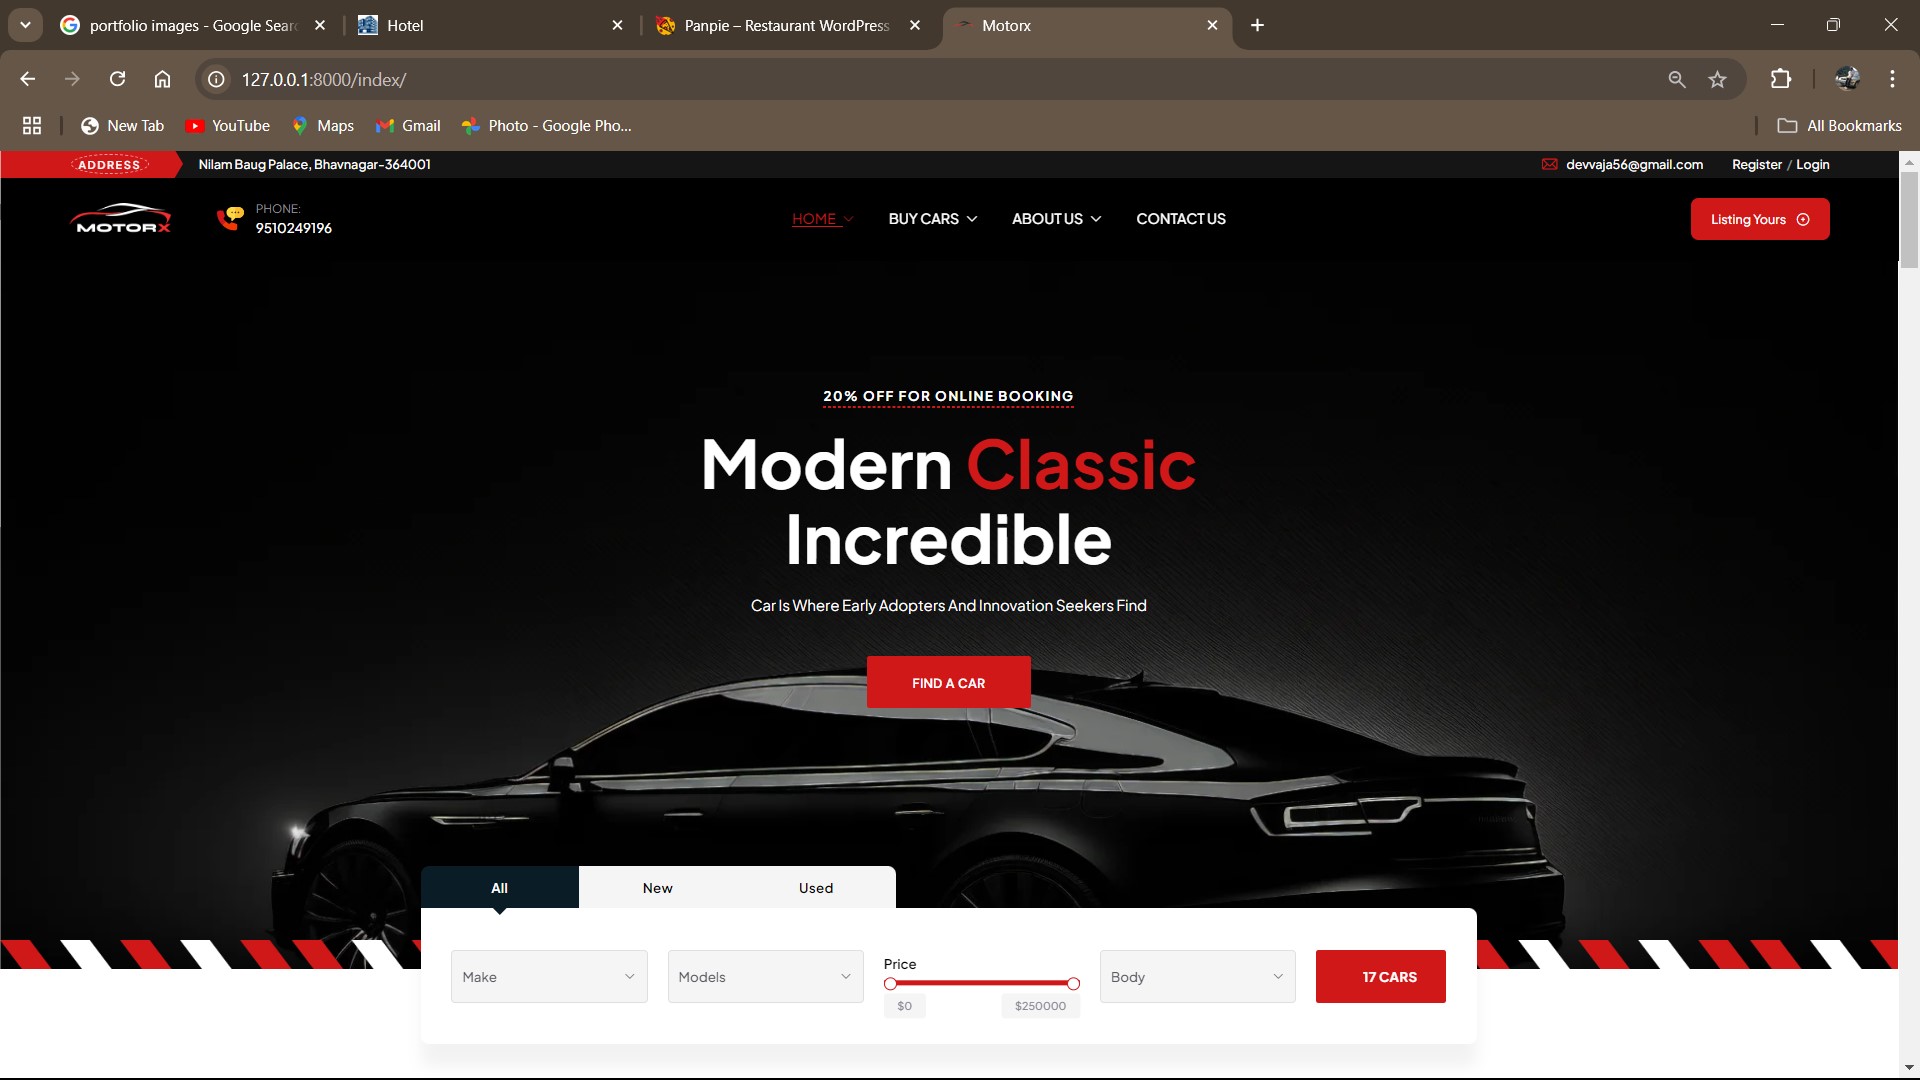 portfolio images - Google Sear
Hotel
Panpie – Restaurant WordPress
Motorx
127.0.0.1:8000/index/
New Tab
YouTube
Maps
Gmail
Photo - Google Pho...
All Bookmarks
ADDRESS
Nilam Baug Palace, Bhavnagar-364001
devvaja56@gmail.com
Register / Login
MOTORX
PHONE:
9510249196
HOME
BUY CARS
ABOUT US
CONTACT US
Listing Yours
20% OFF FOR ONLINE BOOKING
Modern Classic
Incredible
Car Is Where Early Adopters And Innovation Seekers Find
FIND A CAR
All
New
Used
Make
Models
Price
$0
$250000
Body
17 CARS